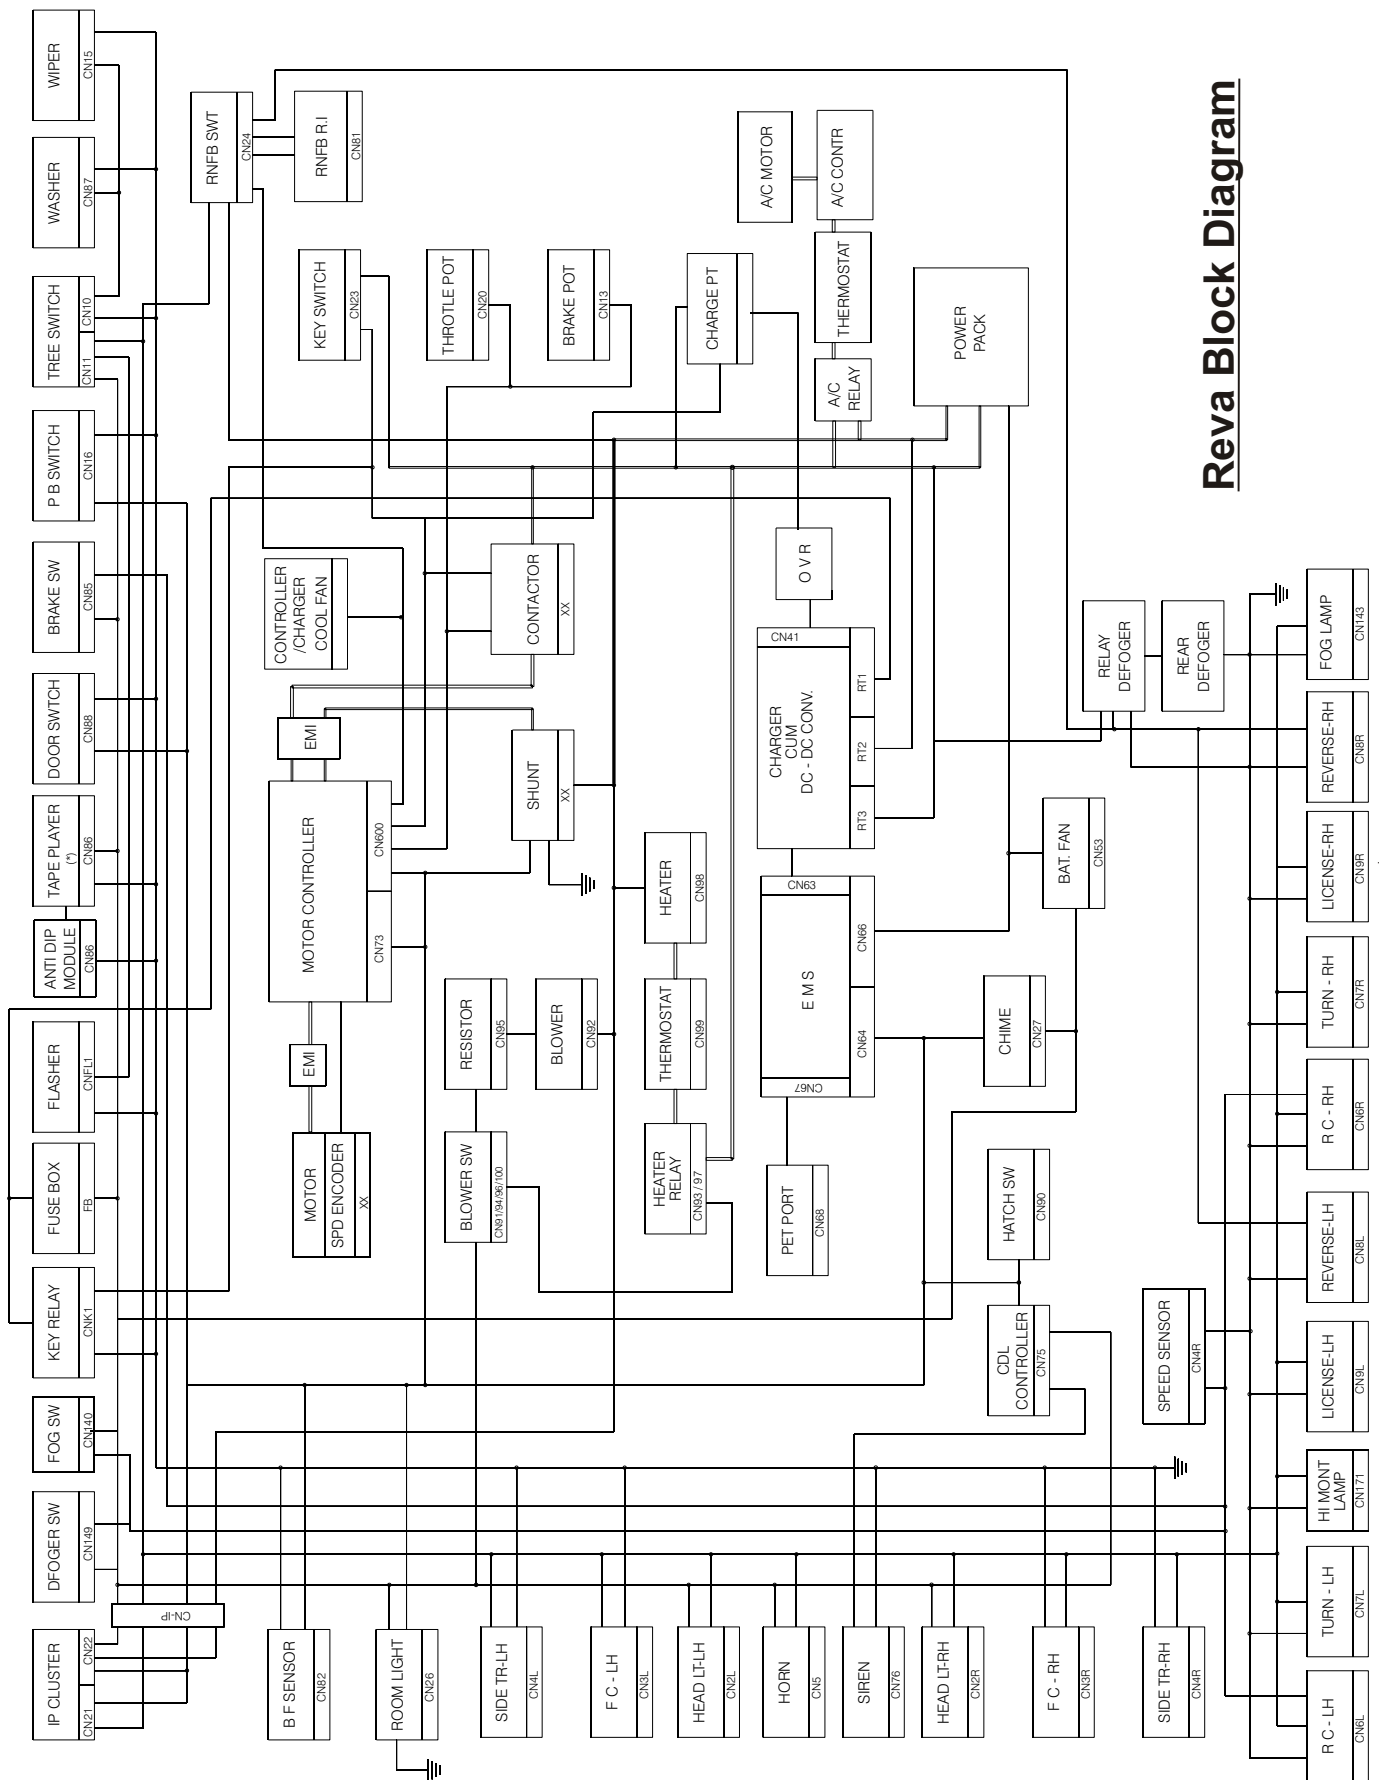 Reva Block Diagram
WIPER
CN15
WASHER
CN87
TREE SWITCH
CN11
CN10
P B SWITCH
CN16
BRAKE SW
CN85
DOOR SWTCH
CN88
TAPE PLAYER
(*)
CN86
ANTI DIP
MODULE
CN86
FLASHER
CNFL1
FUSE BOX
FB
KEY RELAY
CNK1
FOG SW
CN140
DFOGER SW
CN149
IP CLUSTER
CN21
CN22
CN-IP
RNFB SWT
CN24
RNFB R.I
CN81
KEY SWITCH
CN23
THROTLE POT
CN20
BRAKE POT
CN13
CHARGE PT
A/C MOTOR
A/C CONTR
THERMOSTAT
A/C
RELAY
POWER
PACK
CONTROLLER
/CHARGER
COOL FAN
CONTACTOR
XX
O V R
EMI
MOTOR CONTROLLER
CN73
CN600
SHUNT
XX
CHARGER
CUM
DC - DC CONV.
CN41
RT3
RT2
RT1
EMI
MOTOR
SPD ENCODER
XX
RESISTOR
CN95
BLOWER
CN92
BLOWER SW
CN91/94/96/100
HEATER
CN98
THERMOSTAT
CN99
HEATER
RELAY
CN93 / 97
E M S
CN63
CN67
CN64
CN66
PET PORT
CN68
BAT. FAN
CN53
CHIME
CN27
HATCH SW
CN90
CDL
CONTROLLER
CN75
RELAY
DEFOGER
REAR
DEFOGER
SPEED SENSOR
CN4R
B F SENSOR
CN82
ROOM LIGHT
CN26
SIDE TR-LH
CN4L
F C - LH
CN3L
HEAD LT-LH
CN2L
HORN
CN5
SIREN
CN76
HEAD LT-RH
CN2R
F C - RH
CN3R
SIDE TR-RH
CN4R
FOG LAMP
CN143
REVERSE-RH
CN8R
LICENSE-RH
CN9R
TURN - RH
CN7R
R C - RH
CN6R
REVERSE-LH
CN8L
LICENSE-LH
CN9L
HI MONT
LAMP
CN171
TURN - LH
CN7L
R C - LH
CN6L